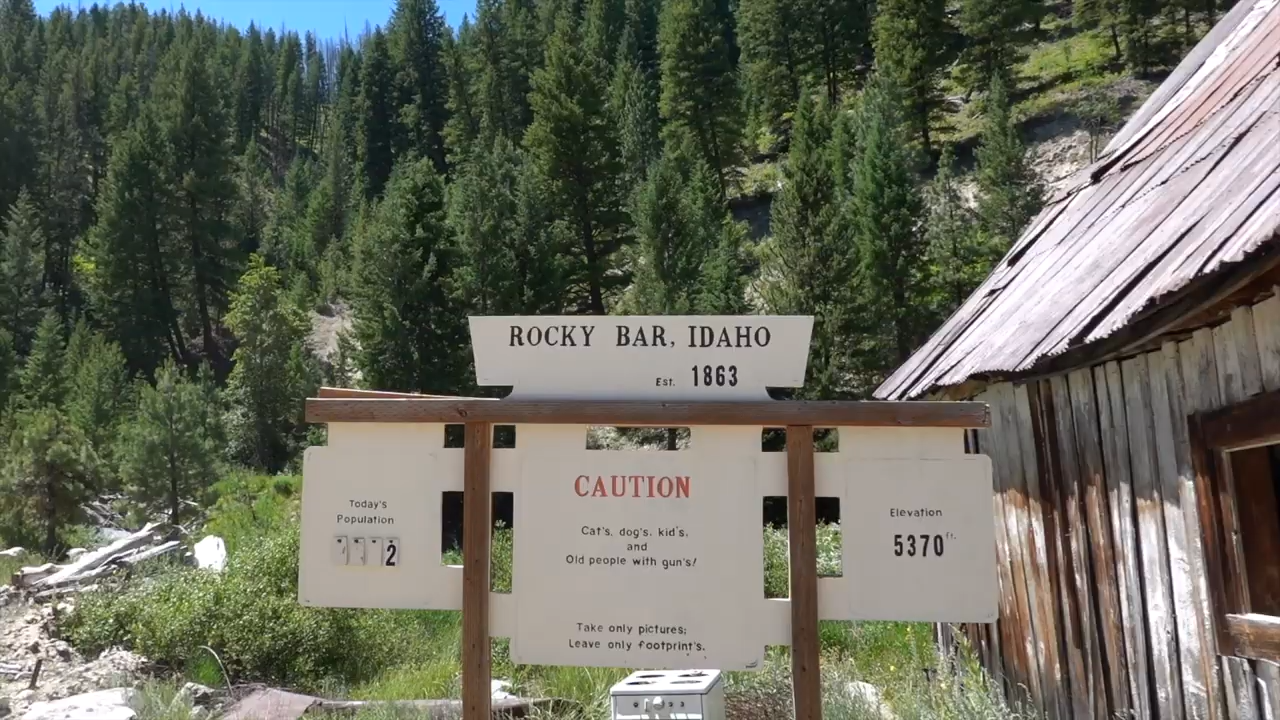 ROCKY BAR, IDAHO
Est. 1863
Today's
Population
2
CAUTION
Cat's, dog's, kid's,
and
Old people with gun's!
Take only pictures;
Leave only footprint's.
Elevation
5370 ft.